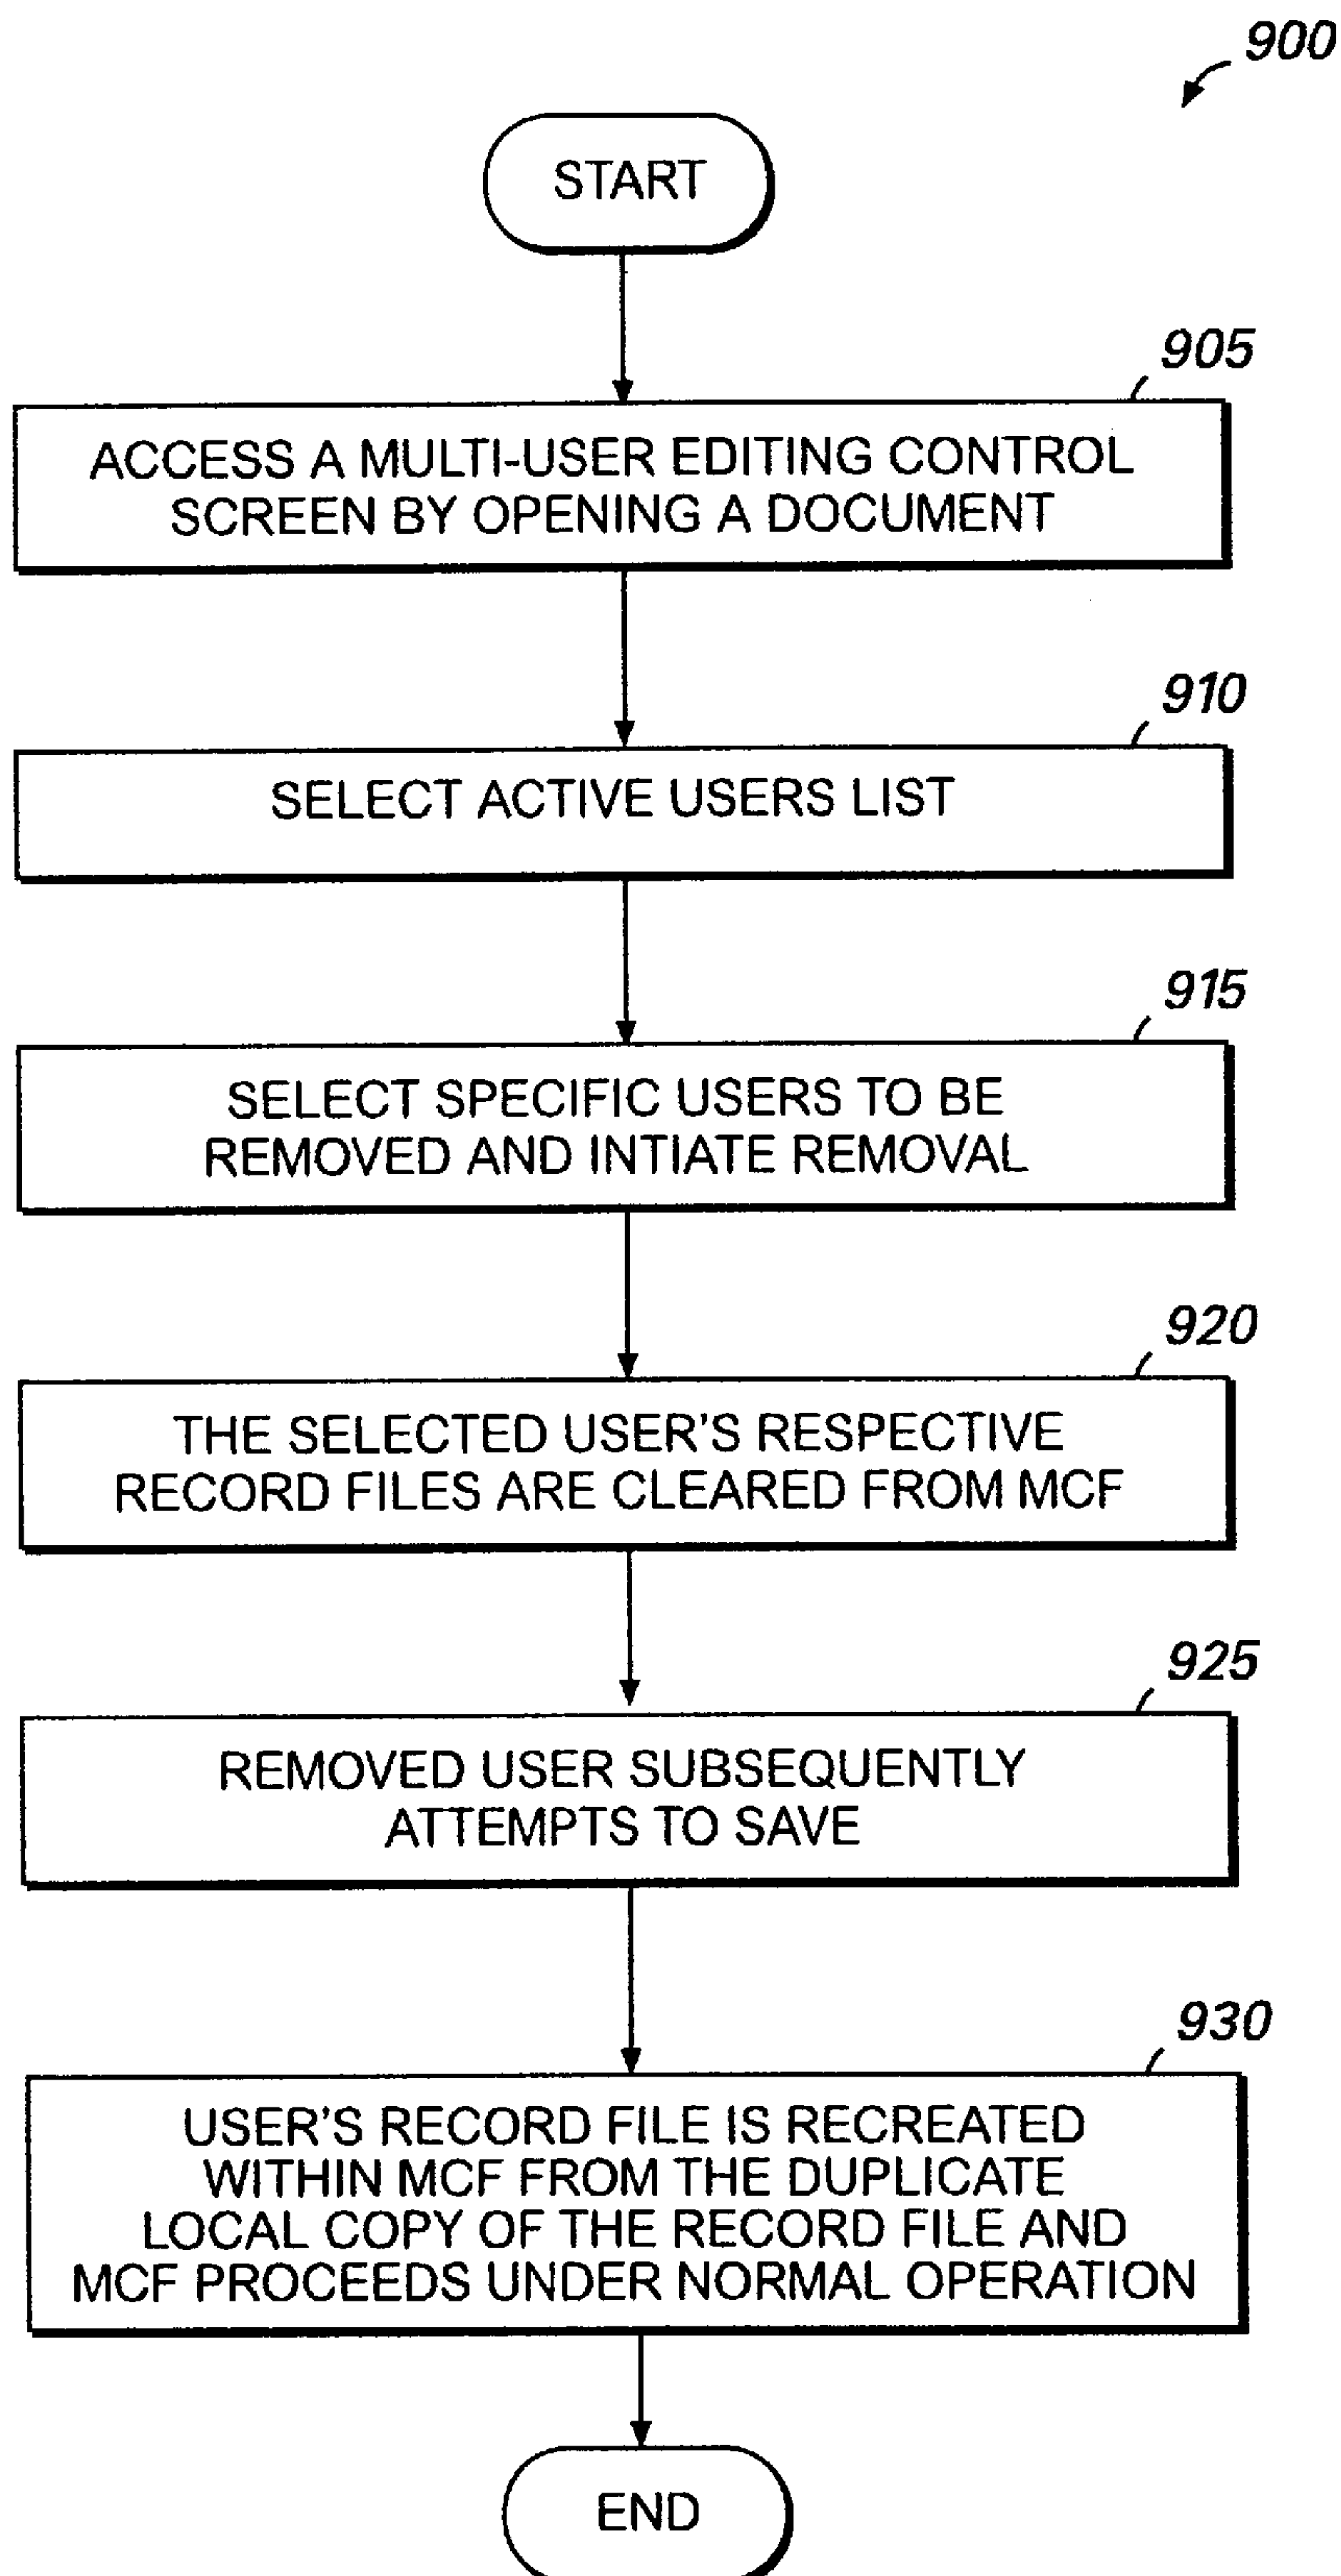 900
START
905
ACCESS A MULTI-USER EDITING CONTROL
SCREEN BY OPENING A DOCUMENT
910
SELECT ACTIVE USERS LIST
915
SELECT SPECIFIC USERS TO BE
REMOVED AND INTIATE REMOVAL
920
THE SELECTED USER'S RESPECTIVE
RECORD FILES ARE CLEARED FROM MCF
925
REMOVED USER SUBSEQUENTLY
ATTEMPTS TO SAVE
930
USER'S RECORD FILE IS RECREATED
WITHIN MCF FROM THE DUPLICATE
LOCAL COPY OF THE RECORD FILE AND
MCF PROCEEDS UNDER NORMAL OPERATION
END